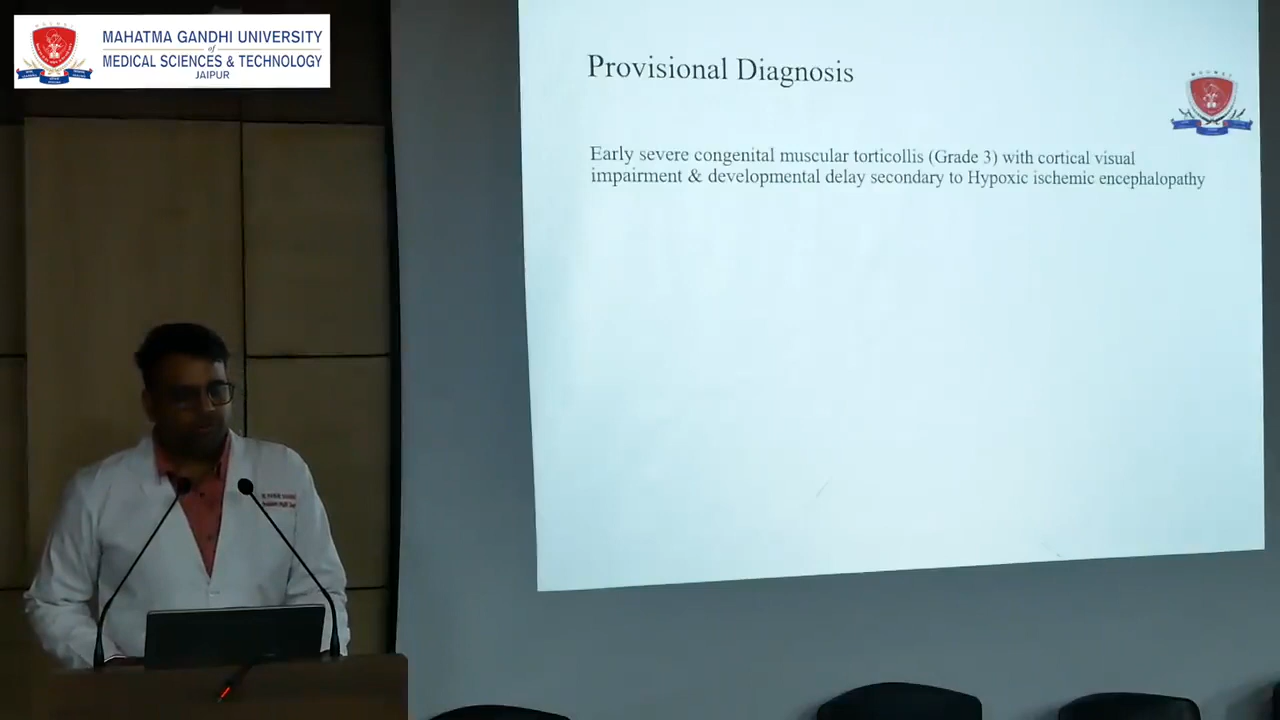 MAHATMA GANDHI UNIVERSITY
of
MEDICAL SCIENCES & TECHNOLOGY
JAIPUR
Provisional Diagnosis
Early severe congenital muscular torticollis (Grade 3) with cortical visual
impairment & developmental delay secondary to Hypoxic ischemic encephalopathy